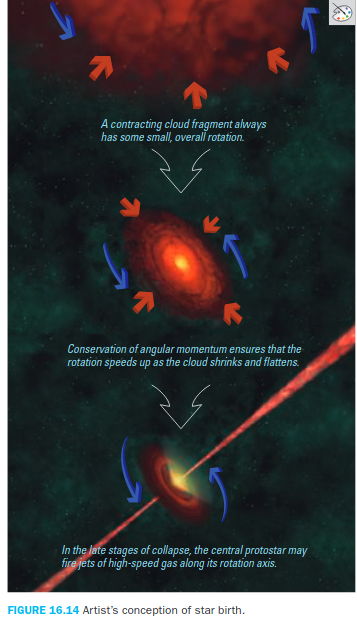 A contracting cloud fragment always
has some small, overall rotation.
Conservation of angular momentum ensures that the
rotation speeds up as the cloud shrinks and flattens.
In the late stages of collapse, the central protostar may
fire jets of high-speed gas along its rotation axis.
FIGURE 16.14 Artist's conception of star birth.